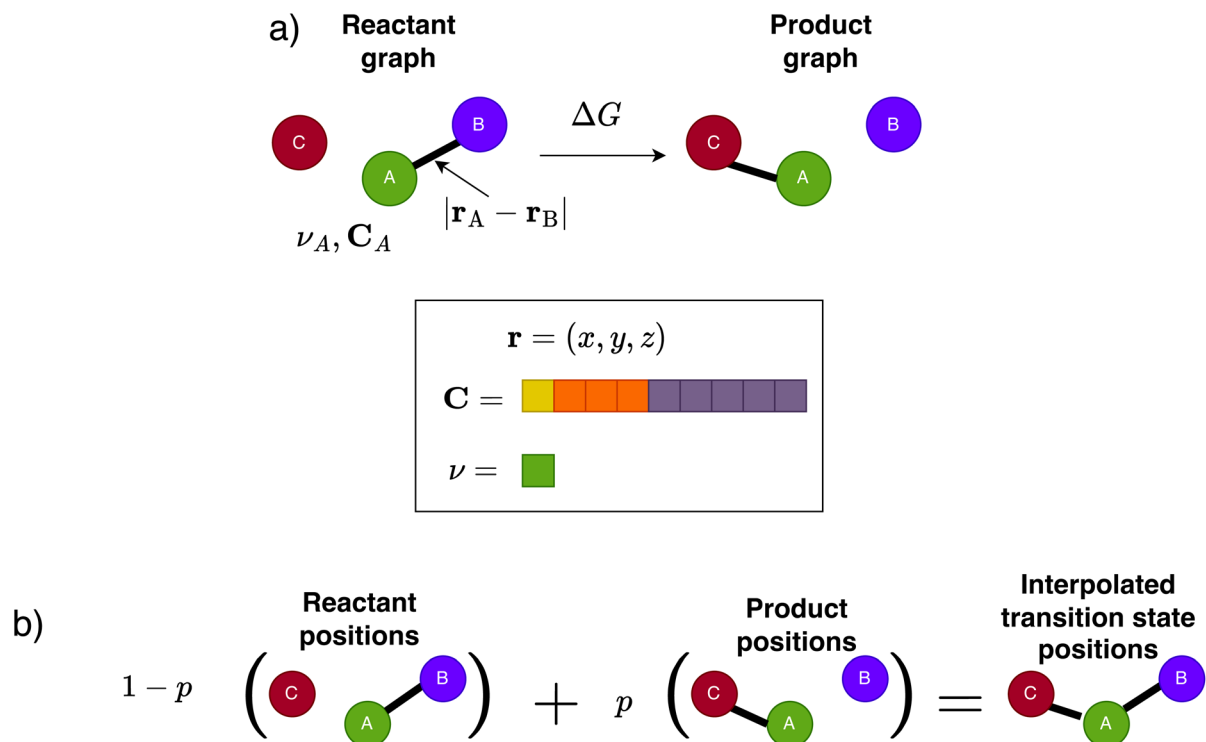 a)
Reactant
graph
Product
graph
C
A
B
ΔG
C
A
B
|r_A − r_B|
ν_A, C_A
r = (x, y, z)
C =
ν =
b)
Reactant
positions
Product
positions
Interpolated
transition state
positions
1 − p
(
C
A
B
)
+
p
(
C
A
B
)
=
C
A
B